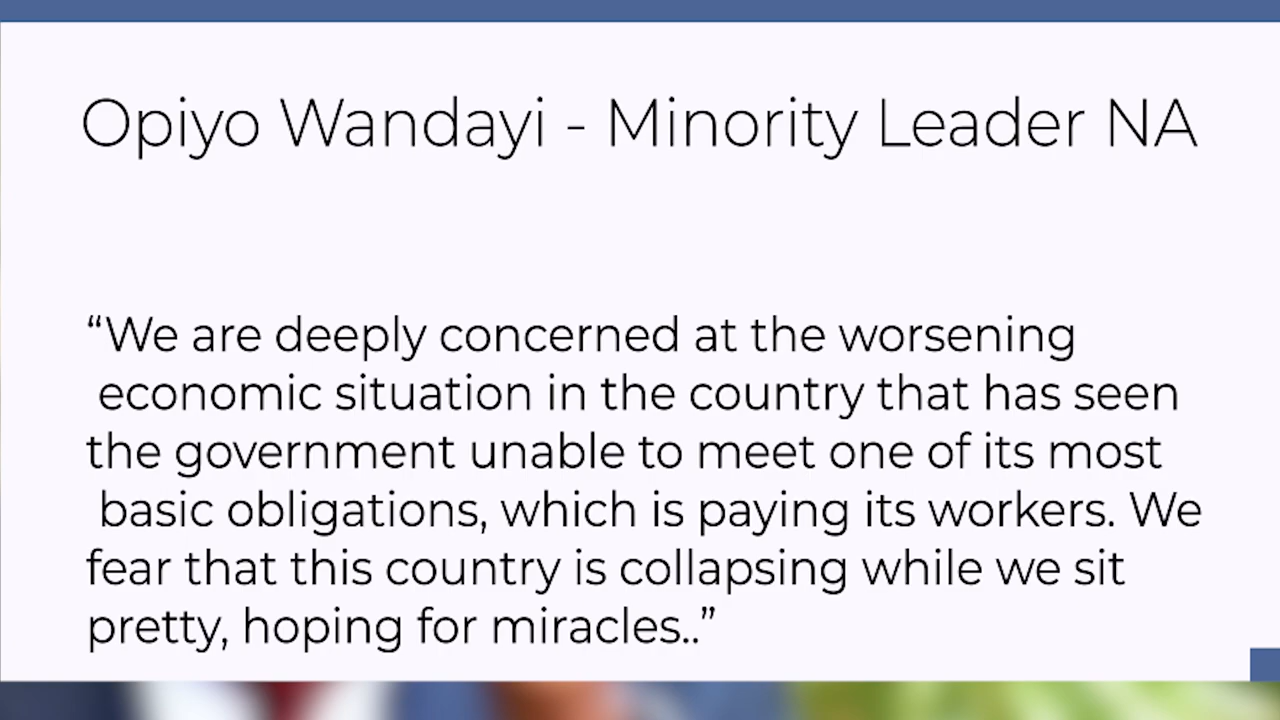 Opiyo Wandayi - Minority Leader NA
“We are deeply concerned at the worsening
economic situation in the country that has seen
the government unable to meet one of its most
basic obligations, which is paying its workers. We
fear that this country is collapsing while we sit
pretty, hoping for miracles..”